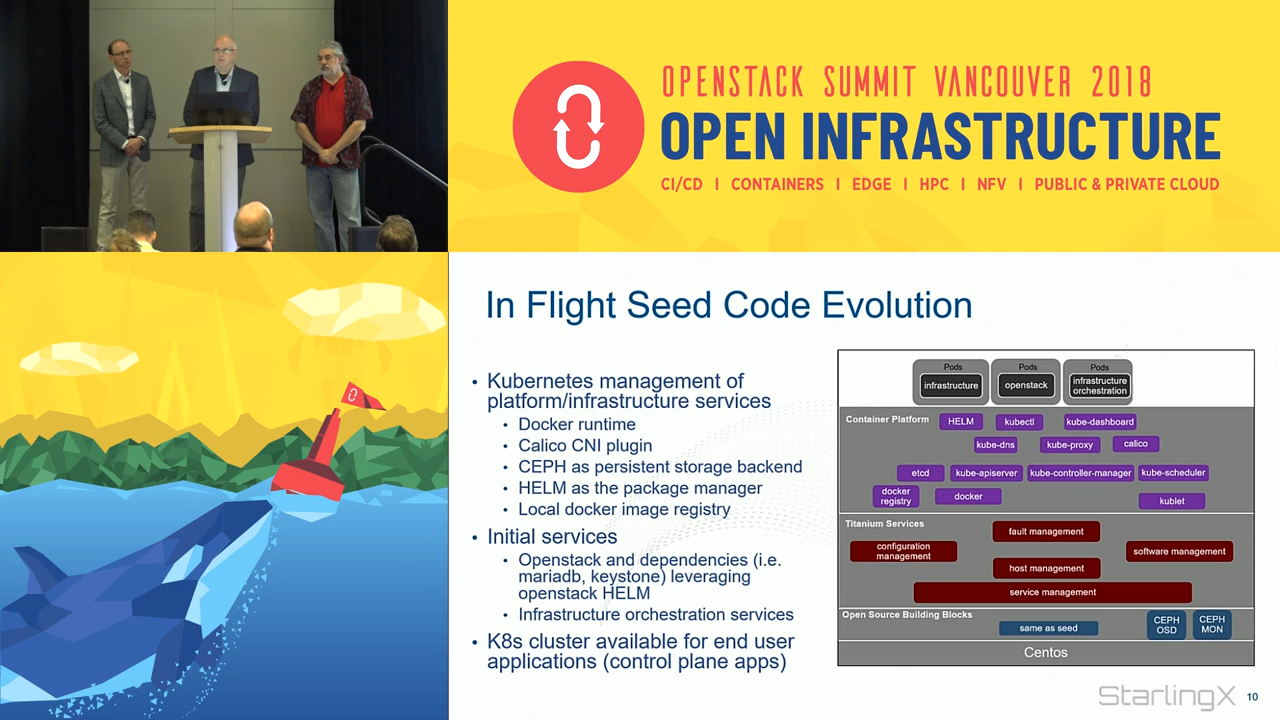 OPENSTACK SUMMIT VANCOUVER 2018
OPEN INFRASTRUCTURE
CI/CD | CONTAINERS | EDGE | HPC | NFV | PUBLIC & PRIVATE CLOUD
In Flight Seed Code Evolution
• Kubernetes management of
platform/infrastructure services
• Docker runtime
• Calico CNI plugin
• CEPH as persistent storage backend
• HELM as the package manager
• Local docker image registry
• Initial services
• Openstack and dependencies (i.e.
mariadb, keystone) leveraging
openstack HELM
• Infrastructure orchestration services
• K8s cluster available for end user
applications (control plane apps)
Pods
infrastructure
Pods
openstack
Pods
infrastructure
orchestration
Container Platform
HELM
kubectl
kube-dashboard
kube-dns
kube-proxy
calico
etcd
kube-apiserver
kube-controller-manager
kube-scheduler
docker
registry
docker
kublet
Titanium Services
fault management
configuration
management
software management
host management
service management
Open Source Building Blocks
same as seed
CEPH
OSD
CEPH
MON
Centos
StarlingX
10